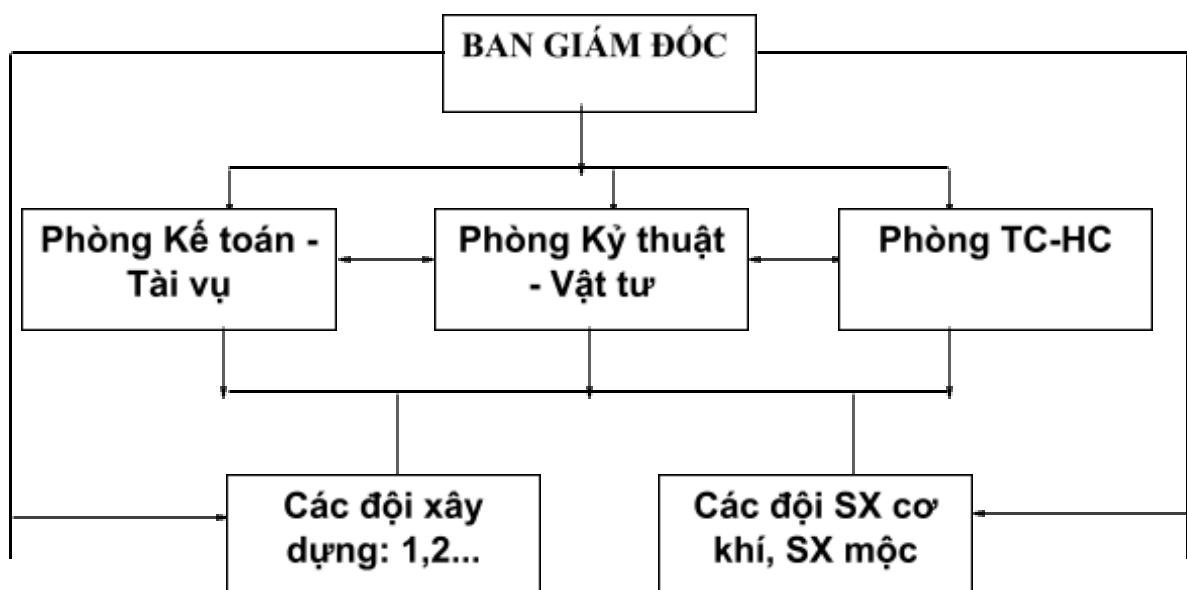 BAN GIÁM ĐỐC
Phòng Kế toán -
Tài vụ
Phòng Kỷ thuật
- Vật tư
Phòng TC-HC
Các đội xây
dựng: 1,2...
Các đội SX cơ
khí, SX mộc